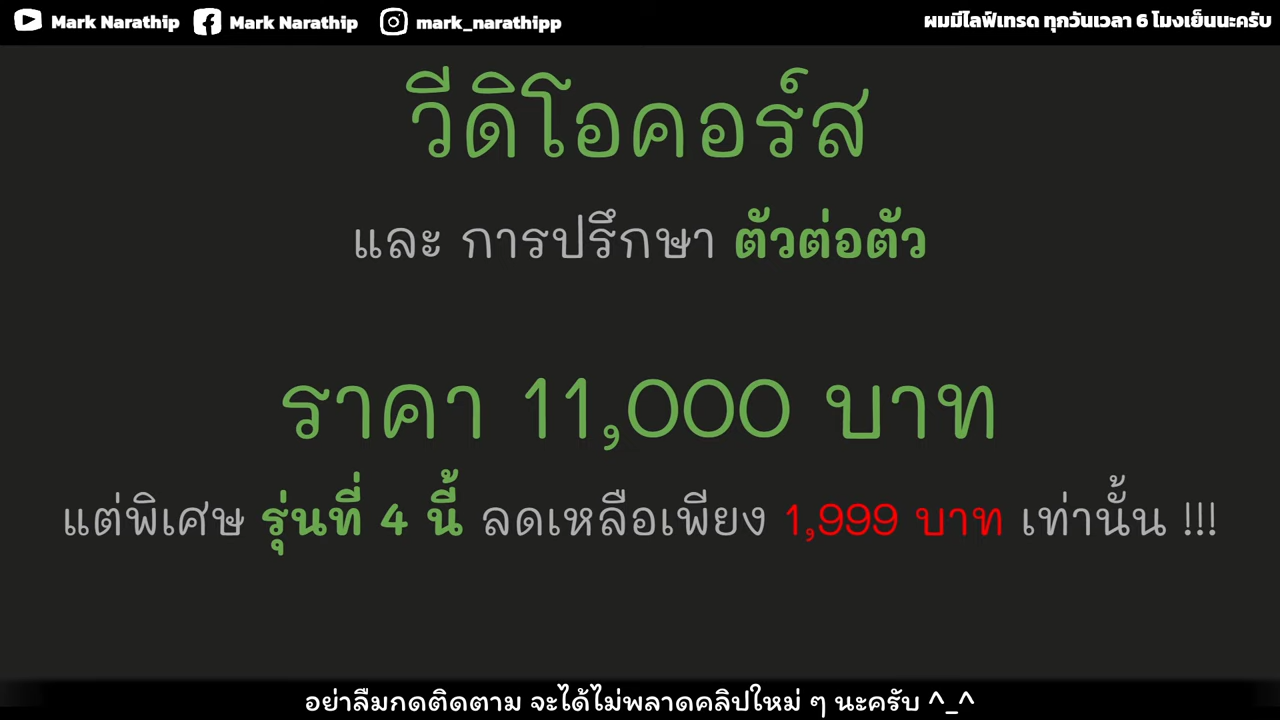 Mark Narathip Mark Narathip mark_narathipp ผมมีไลฟ์เทรด ทุกวันเวลา 6 โมงเย็นนะครับ
วีดิโอคอร์ส
และ การปรึกษา ตัวต่อตัว
ราคา 11,000 บาท
แต่พิเศษ รุ่นที่ 4 นี้ ลดเหลือเพียง 1,999 บาท เท่านั้น !!!
อย่าลืมกดติดตาม จะได้ไม่พลาดคลิปใหม่ ๆ นะครับ ^_^